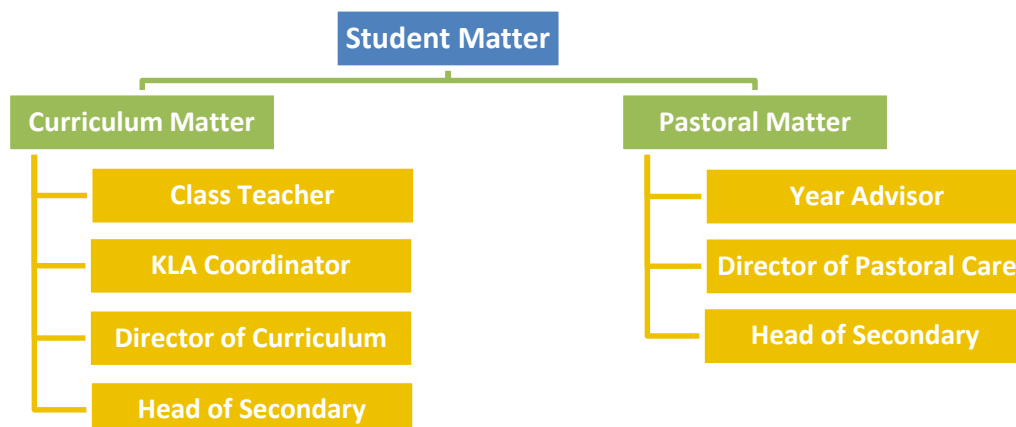 Student Matter
Curriculum Matter
Class Teacher
KLA Coordinator
Director of Curriculum
Head of Secondary
Pastoral Matter
Year Advisor
Director of Pastoral Care
Head of Secondary